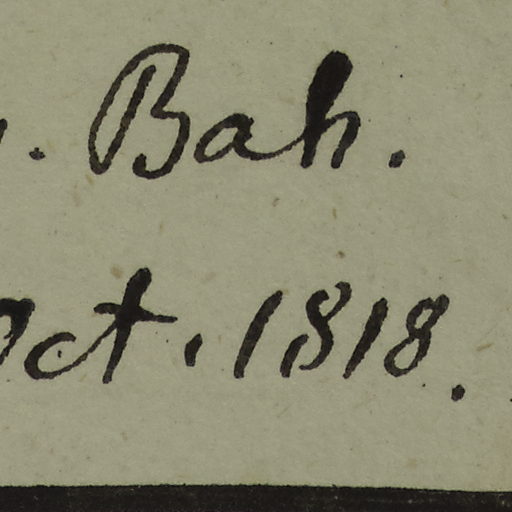 . Bah.
Oct. 1818.